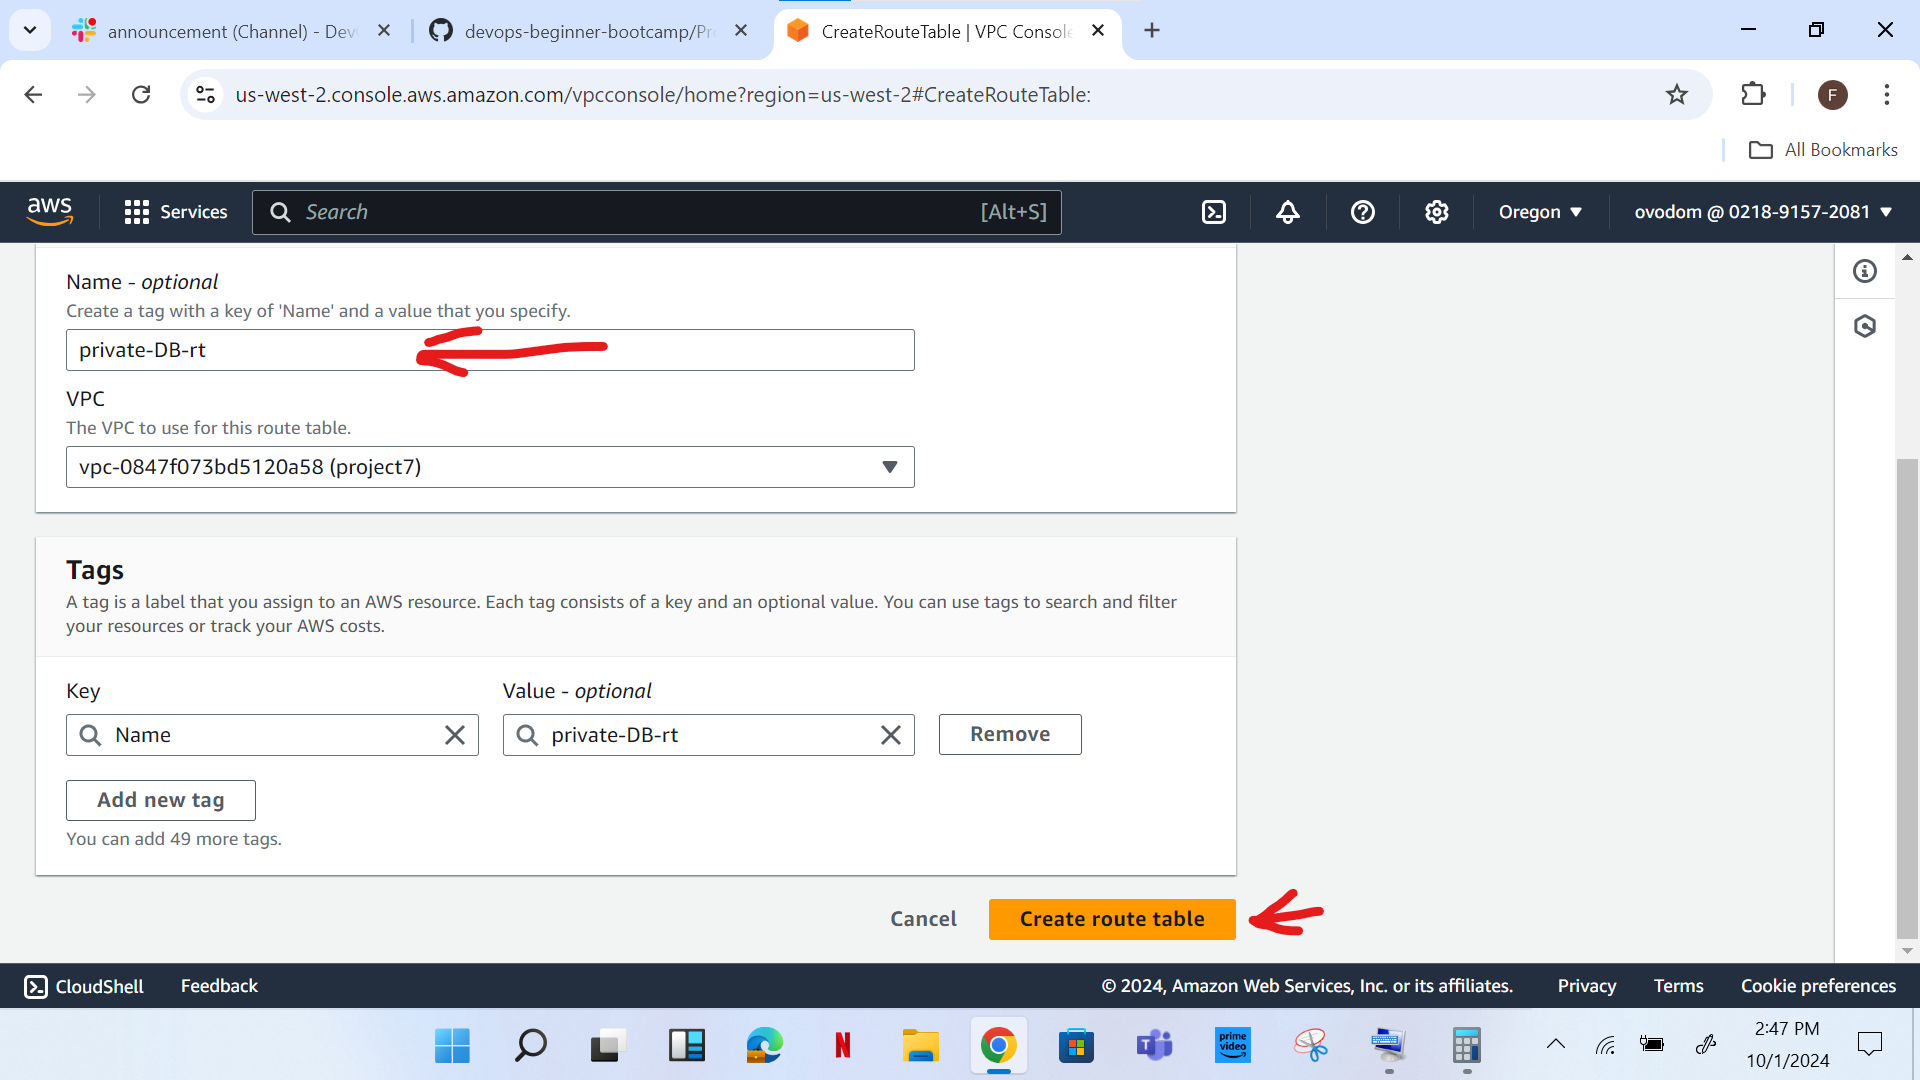 announcement (Channel) - Dev
devops-beginner-bootcamp/Pr
CreateRouteTable | VPC Console
us-west-2.console.aws.amazon.com/vpcconsole/home?region=us-west-2#CreateRouteTable:
F
All Bookmarks
aws
Services
Search
[Alt+S]
Oregon
ovodom @ 0218-9157-2081
Name - optional
Create a tag with a key of 'Name' and a value that you specify.
private-DB-rt
VPC
The VPC to use for this route table.
vpc-0847f073bd5120a58 (project7)
Tags
A tag is a label that you assign to an AWS resource. Each tag consists of a key and an optional value. You can use tags to search and filter
your resources or track your AWS costs.
Key
Value - optional
Name
private-DB-rt
Remove
Add new tag
You can add 49 more tags.
Cancel
Create route table
CloudShell
Feedback
© 2024, Amazon Web Services, Inc. or its affiliates.
Privacy
Terms
Cookie preferences
N
T
prime
video
2:47 PM
10/1/2024